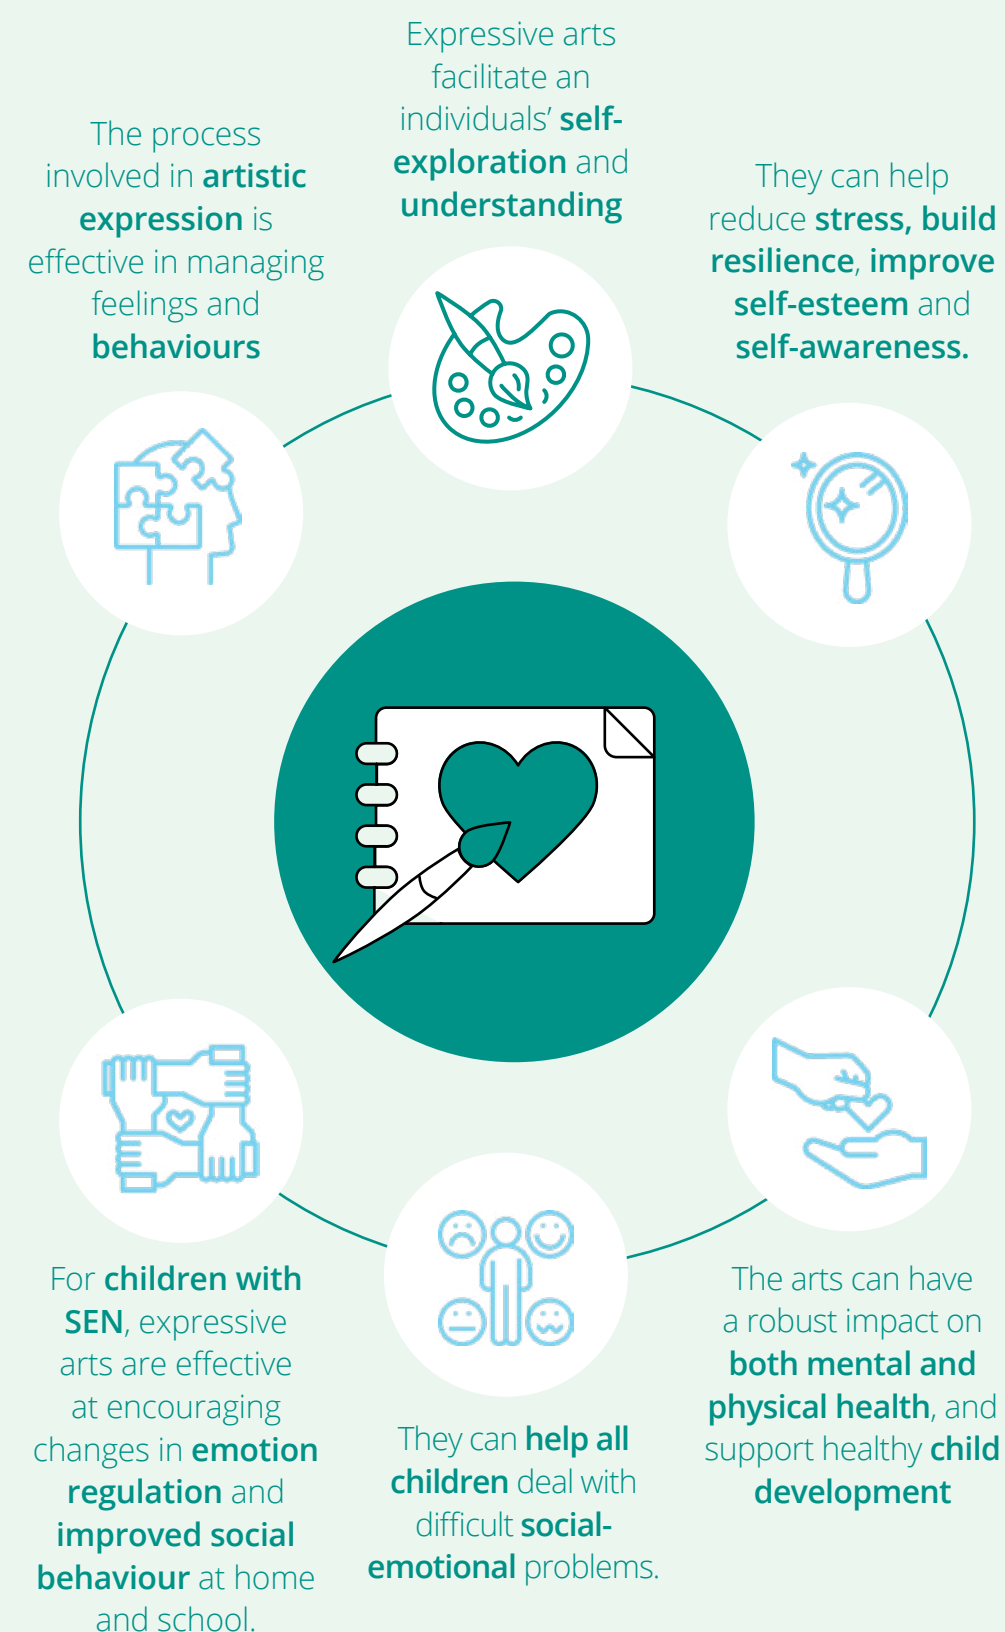 Expressive arts
facilitate an
individuals’ self-
exploration and
understanding
The process
involved in artistic
expression is
effective in managing
feelings and
behaviours
They can help
reduce stress, build
resilience, improve
self-esteem and
self-awareness.
For children with
SEN, expressive
arts are effective
at encouraging
changes in emotion
regulation and
improved social
behaviour at home
and school.
They can help all
children deal with
difficult social-
emotional problems.
The arts can have
a robust impact on
both mental and
physical health, and
support healthy child
development